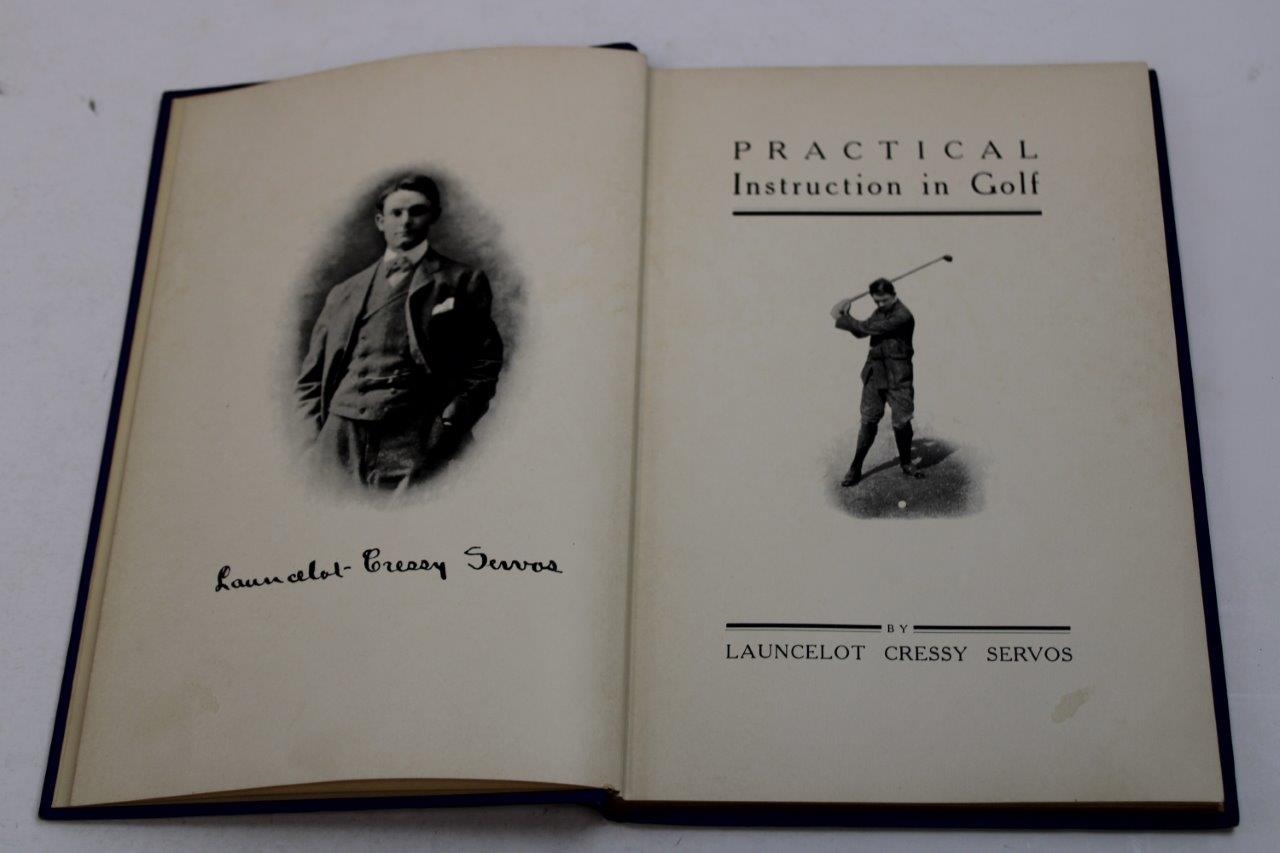 Launcelot-Cressy Servos
PRACTICAL
Instruction in Golf
BY
LAUNCELOT CRESSY SERVOS